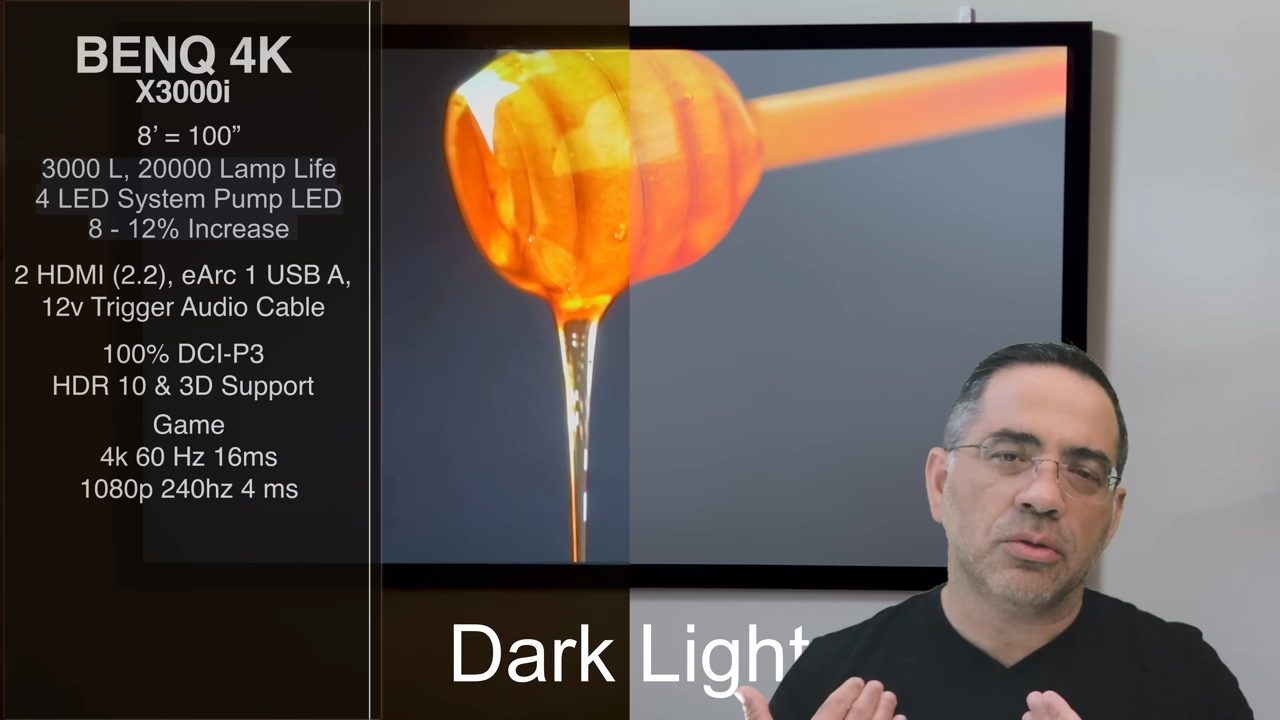 BENQ 4K
X3000i
8’ = 100”
3000 L, 20000 Lamp Life
4 LED System Pump LED
8 - 12% Increase
2 HDMI (2.2), eArc 1 USB A,
12v Trigger Audio Cable
100% DCI-P3
HDR 10 & 3D Support
Game
4k 60 Hz 16ms
1080p 240hz 4 ms
Dark Light